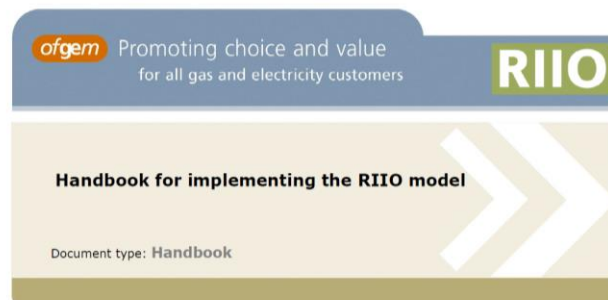 ofgem Promoting choice and value
for all gas and electricity customers
RIIO
Handbook for implementing the RIIO model
Document type: Handbook